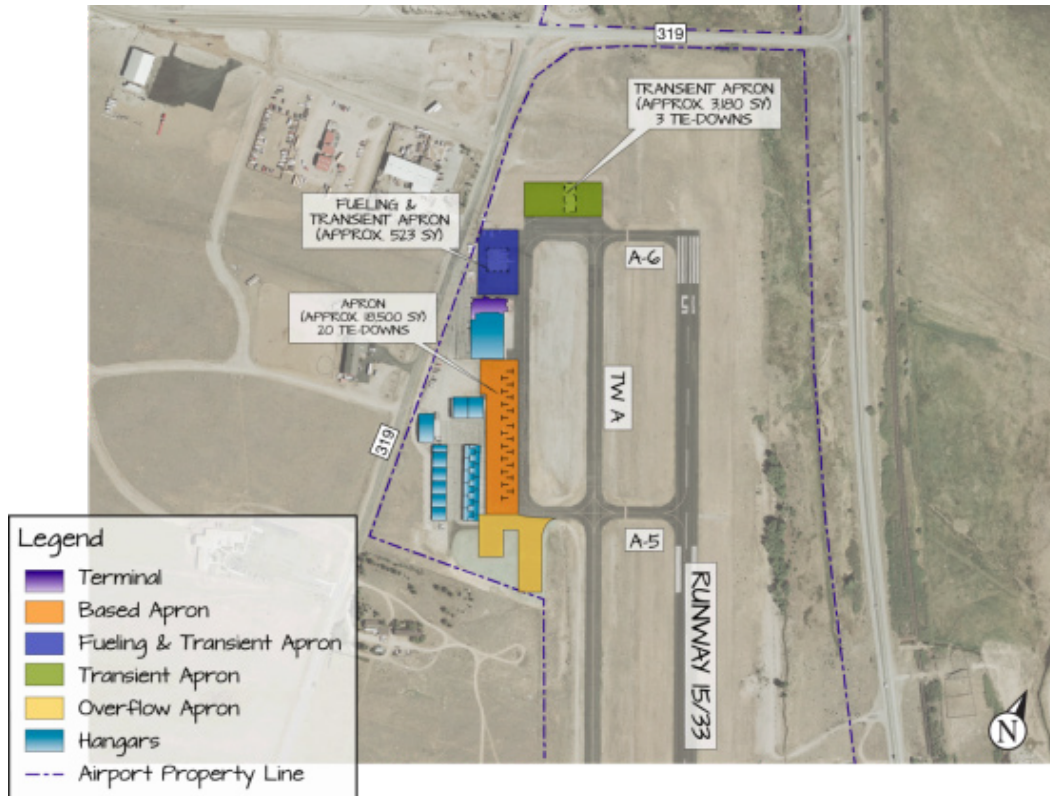 319
TRANSIENT APRON
(APPROX. 3,180 SY)
3 TIE-DOWNS
FUELING &
TRANSIENT APRON
(APPROX. 523 SY)
A-6
15
APRON
(APPROX. 18,500 SY)
20 TIE-DOWNS
TW A
319
A-5
RUNWAY 15/33
Legend
Terminal
Based Apron
Fueling & Transient Apron
Transient Apron
Overflow Apron
Hangars
Airport Property Line
N